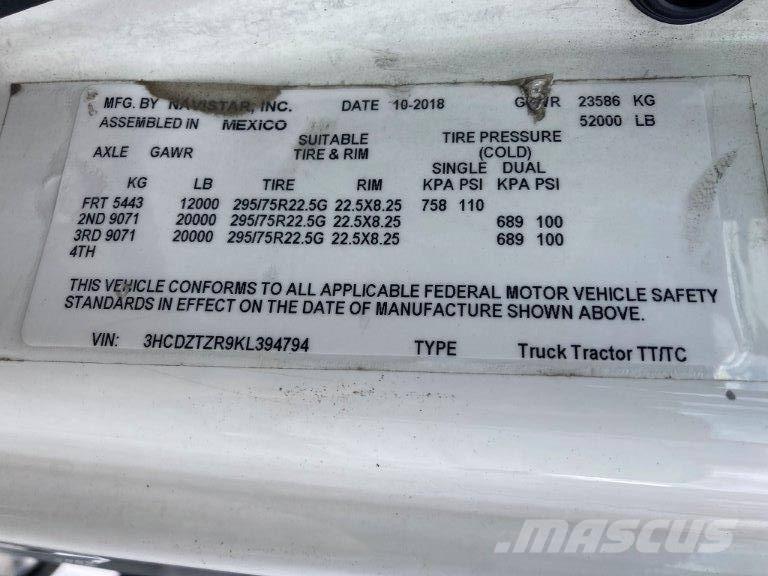 MFG. BY NAVISTAR, INC. DATE 10-2018 GVWR 23586 KG
ASSEMBLED IN MEXICO 52000 LB
SUITABLE TIRE PRESSURE
AXLE GAWR TIRE & RIM (COLD)
SINGLE DUAL
KG LB TIRE RIM KPA PSI KPA PSI
FRT 5443 12000 295/75R22.5G 22.5X8.25 758 110
2ND 9071 20000 295/75R22.5G 22.5X8.25 689 100
3RD 9071 20000 295/75R22.5G 22.5X8.25 689 100
4TH
THIS VEHICLE CONFORMS TO ALL APPLICABLE FEDERAL MOTOR VEHICLE SAFETY
STANDARDS IN EFFECT ON THE DATE OF MANUFACTURE SHOWN ABOVE.
VIN: 3HCDZTZR9KL394794 TYPE Truck Tractor TT/TC
MASCUS